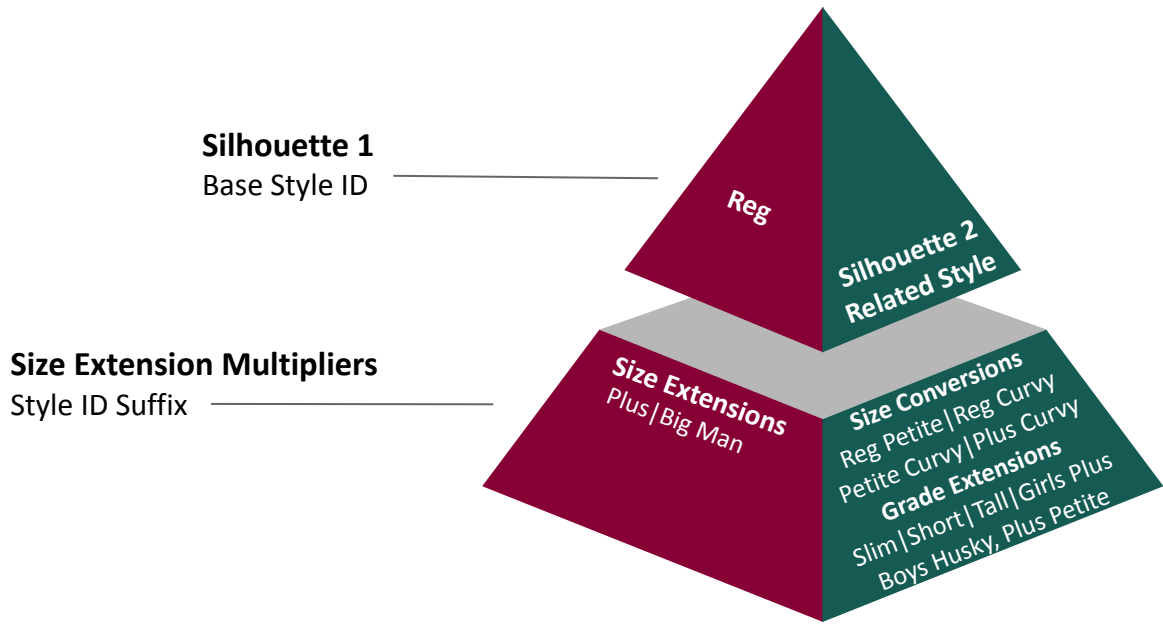 Silhouette 1
Base Style ID
Reg
Silhouette 2
Related Style
Size Extension Multipliers
Style ID Suffix
Size Extensions
Plus|Big Man
Size Conversions
Reg Petite|Reg Curvy
Petite Curvy|Plus Curvy
Grade Extensions
Slim|Short|Tall|Girls Plus
Boys Husky, Plus Petite